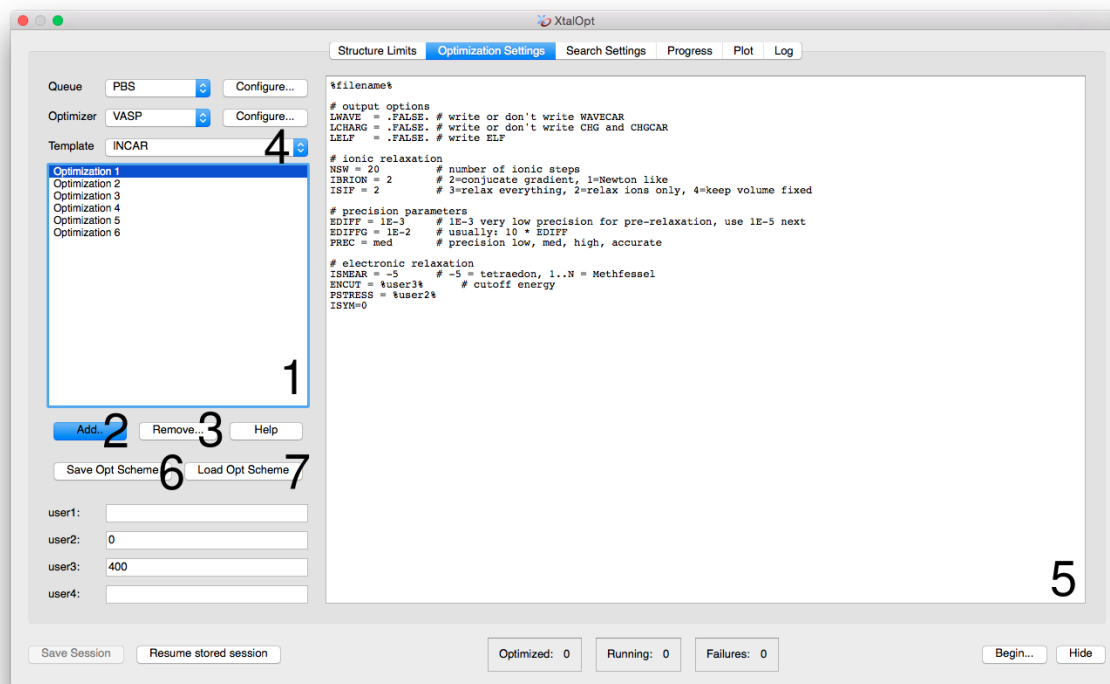 XtalOpt
Structure Limits Optimization Settings Search Settings Progress Plot Log
Queue PBS Configure...
Optimizer VASP Configure...
Template INCAR 4
Optimization 1
Optimization 2
Optimization 3
Optimization 4
Optimization 5
Optimization 6
1
Add... 2 Remove... 3 Help
Save Opt Scheme 6 Load Opt Scheme 7
user1:
user2: 0
user3: 400
user4:
%filename%
# output options
LWAVE = .FALSE. # write or don't write WAVECAR
LCHARG = .FALSE. # write or don't write CHG and CHGCAR
LELF = .FALSE. # write ELF
# ionic relaxation
NSW = 20 # number of ionic steps
IBRION = 2 # 2=conjucate gradient, 1=Newton like
ISIF = 2 # 3=relax everything, 2=relax ions only, 4=keep volume fixed
# precision parameters
EDIFF = 1E-3 # 1E-3 very low precision for pre-relaxation, use 1E-5 next
EDIFFG = 1E-2 # usually: 10 * EDIFF
PREC = med # precision low, med, high, accurate
# electronic relaxation
ISMEAR = -5 # -5 = tetraedon, 1..N = Methfessel
ENCUT = %user3% # cutoff energy
PSTRESS = %user2%
ISYM=0
5
Save Session Resume stored session Optimized: 0 Running: 0 Failures: 0 Begin... Hide